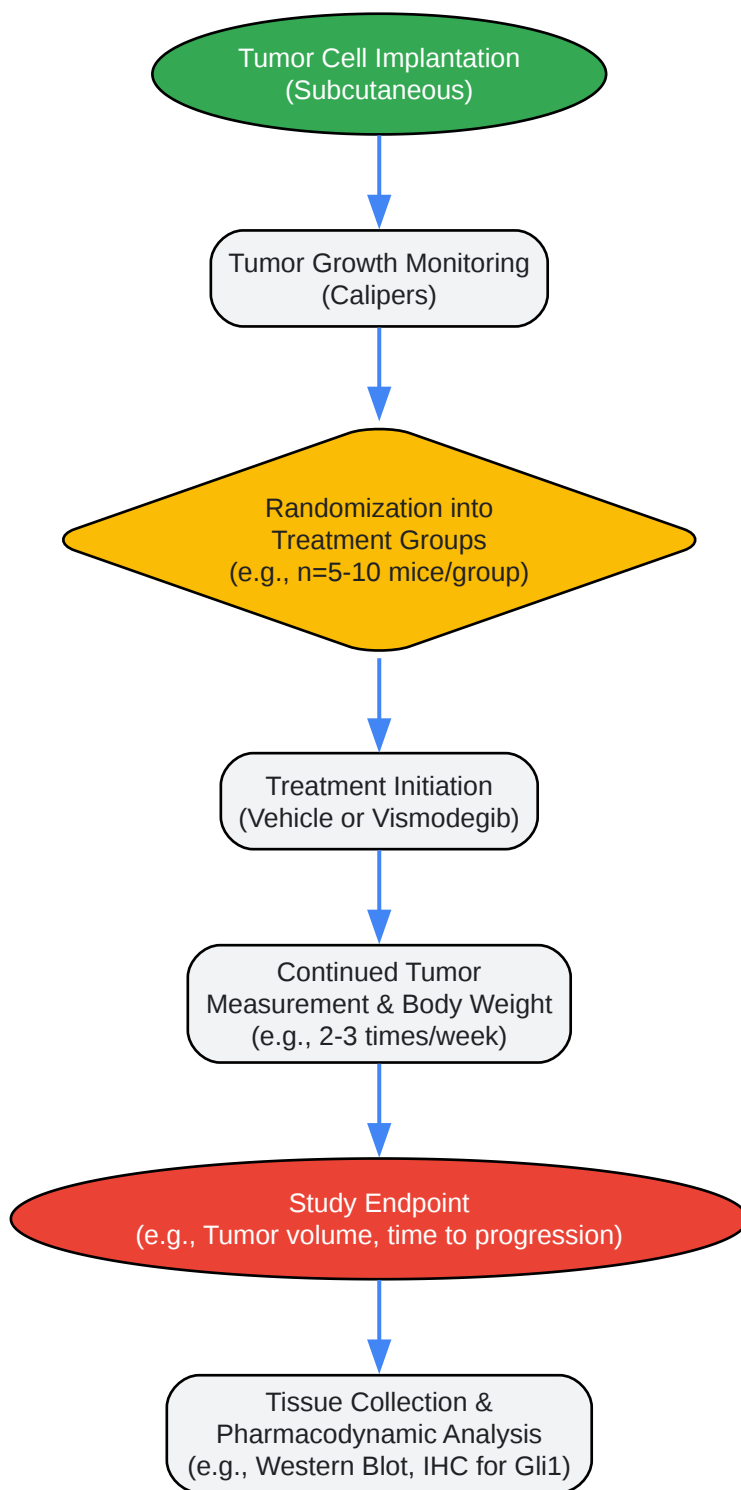 Tumor Cell Implantation
(Subcutaneous)
Tumor Growth Monitoring
(Calipers)
Randomization into
Treatment Groups
(e.g., n=5-10 mice/group)
Treatment Initiation
(Vehicle or Vismodegib)
Continued Tumor
Measurement & Body Weight
(e.g., 2-3 times/week)
Study Endpoint
(e.g., Tumor volume, time to progression)
Tissue Collection &
Pharmacodynamic Analysis
(e.g., Western Blot, IHC for Gli1)